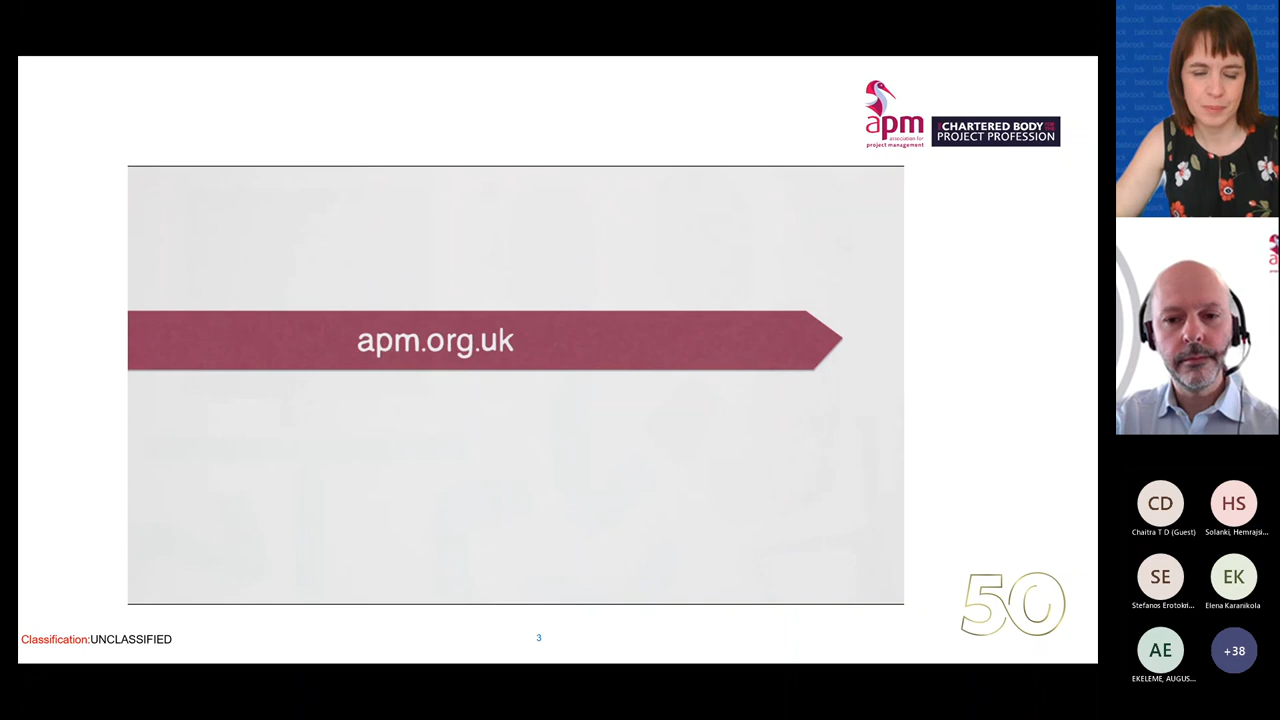 apm
association for
project management
CHARTERED BODY
PROJECT PROFESSION
apm.org.uk
50
Classification:UNCLASSIFIED
3
babcock
CD
HS
Chaitra T D (Guest)
Solanki, Hemrajsi...
SE
EK
Stefanos Erotokri...
Elena Karanikola
AE
+38
EKELEME, AUGUS...